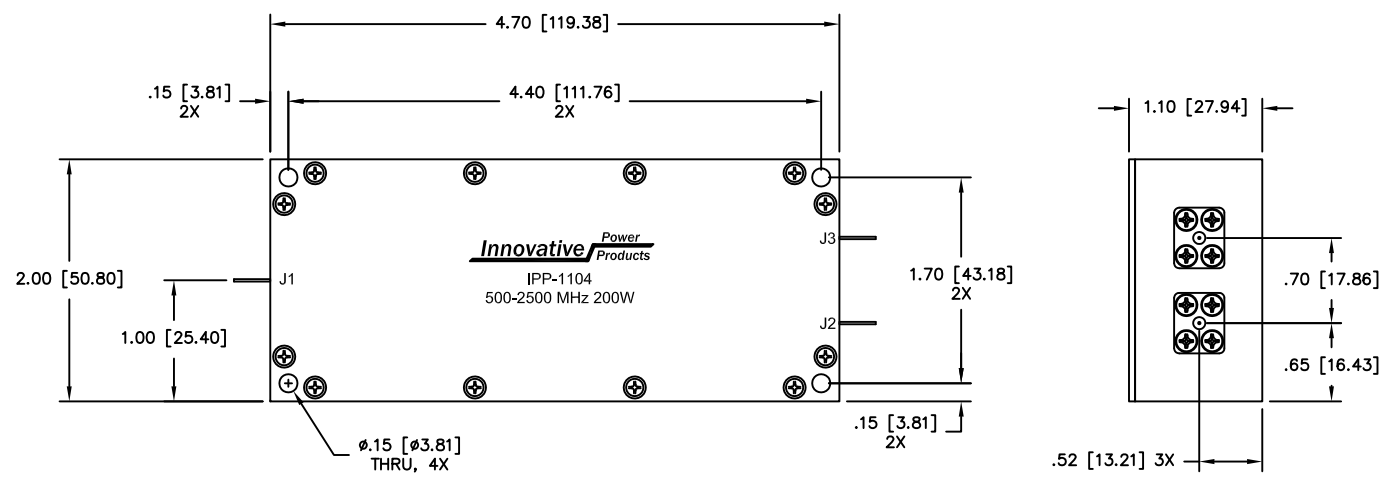 4.70 [119.38]
.15 [3.81]
2X
4.40 [111.76]
2X
1.10 [27.94]
2.00 [50.80]
1.00 [25.40]
J1
Innovative Power Products
IPP-1104
500-2500 MHz 200W
J3
J2
1.70 [43.18]
2X
.70 [17.86]
.65 [16.43]
.15 [3.81]
2X
ø.15 [ø3.81]
THRU, 4X
.52 [13.21] 3X